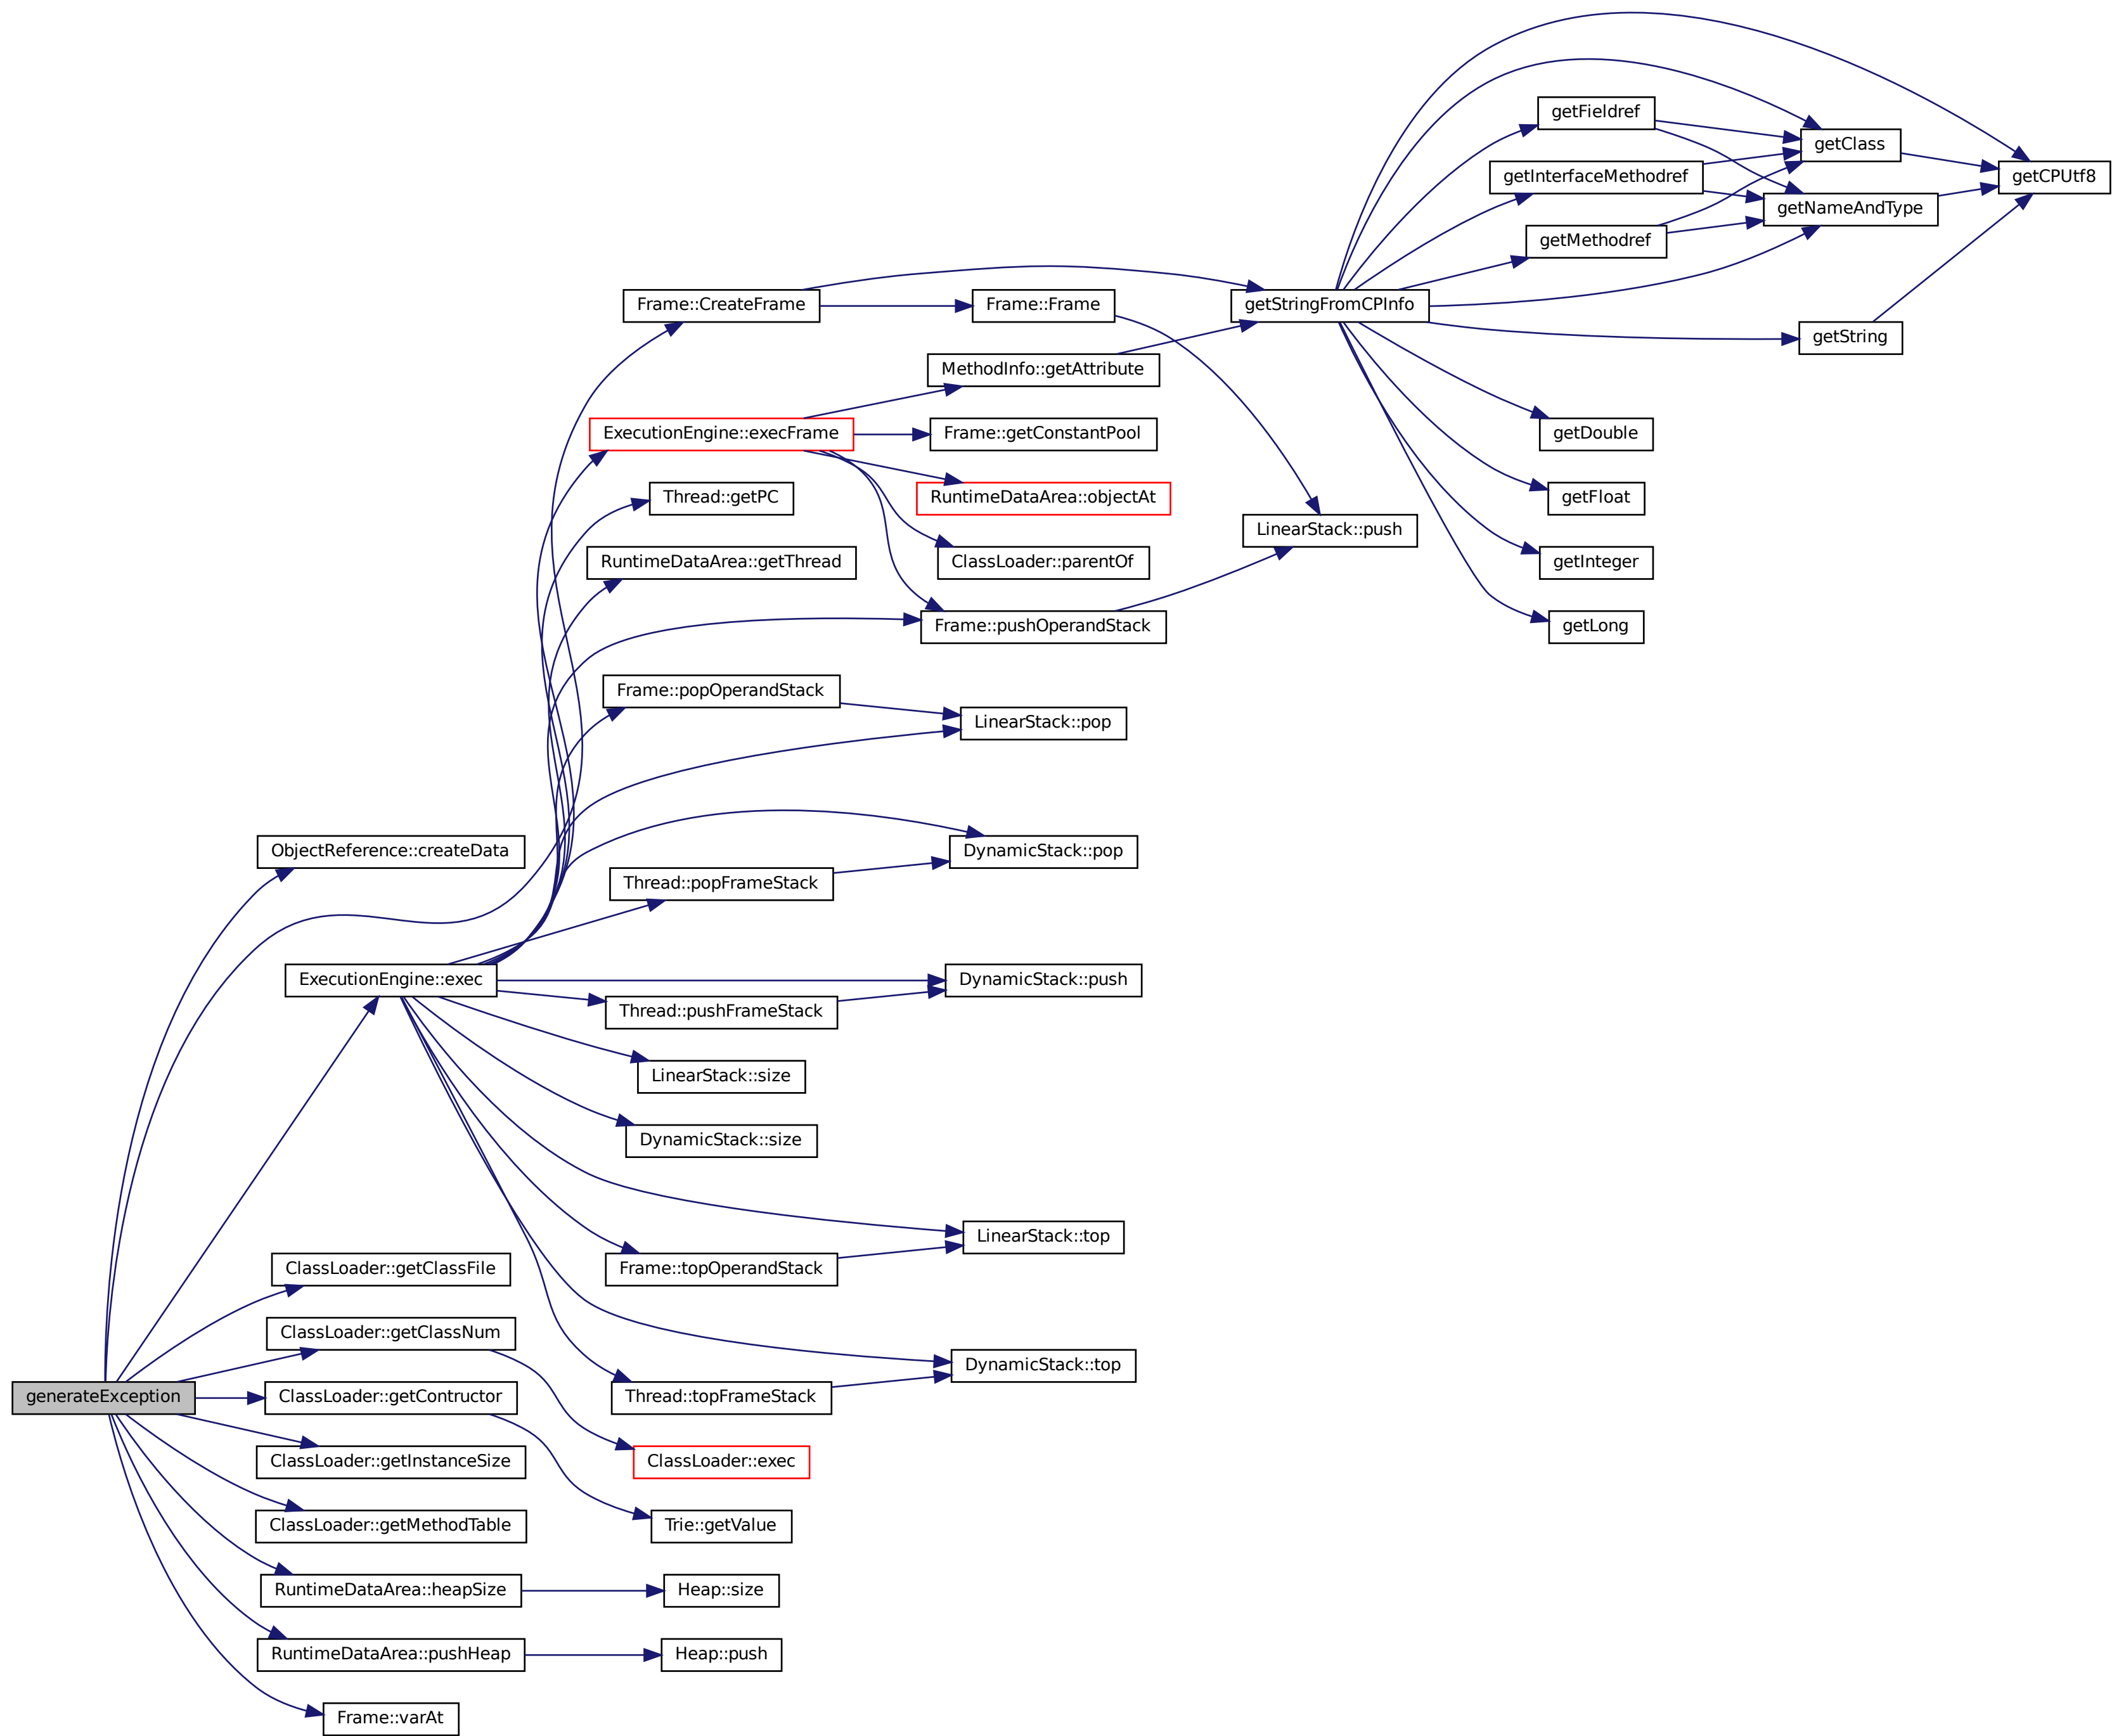 getFieldref
getClass
getInterfaceMethodref
getCPUtf8
getNameAndType
getMethodref
Frame::CreateFrame
Frame::Frame
getStringFromCPInfo
getString
MethodInfo::getAttribute
ExecutionEngine::execFrame
Frame::getConstantPool
getDouble
Thread::getPC
RuntimeDataArea::objectAt
getFloat
LinearStack::push
RuntimeDataArea::getThread
ClassLoader::parentOf
getInteger
Frame::pushOperandStack
getLong
Frame::popOperandStack
LinearStack::pop
ObjectReference::createData
DynamicStack::pop
Thread::popFrameStack
ExecutionEngine::exec
DynamicStack::push
Thread::pushFrameStack
LinearStack::size
DynamicStack::size
LinearStack::top
ClassLoader::getClassFile
Frame::topOperandStack
ClassLoader::getClassNum
DynamicStack::top
generateException
ClassLoader::getContructor
Thread::topFrameStack
ClassLoader::getInstanceSize
ClassLoader::exec
ClassLoader::getMethodTable
Trie::getValue
RuntimeDataArea::heapSize
Heap::size
RuntimeDataArea::pushHeap
Heap::push
Frame::varAt